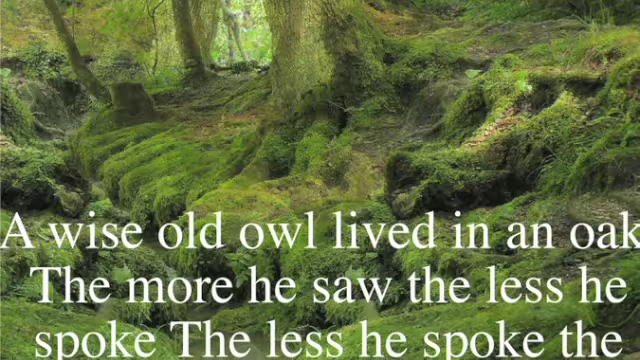 A wise old owl lived in an oak
The more he saw the less he
spoke The less he spoke the